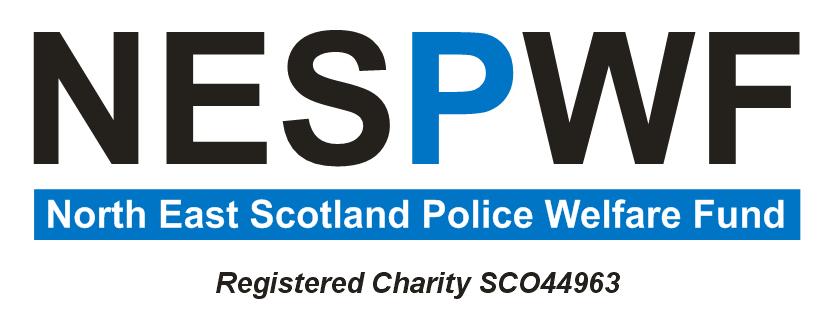 NESPWF
North East Scotland Police Welfare Fund
Registered Charity SCO44963